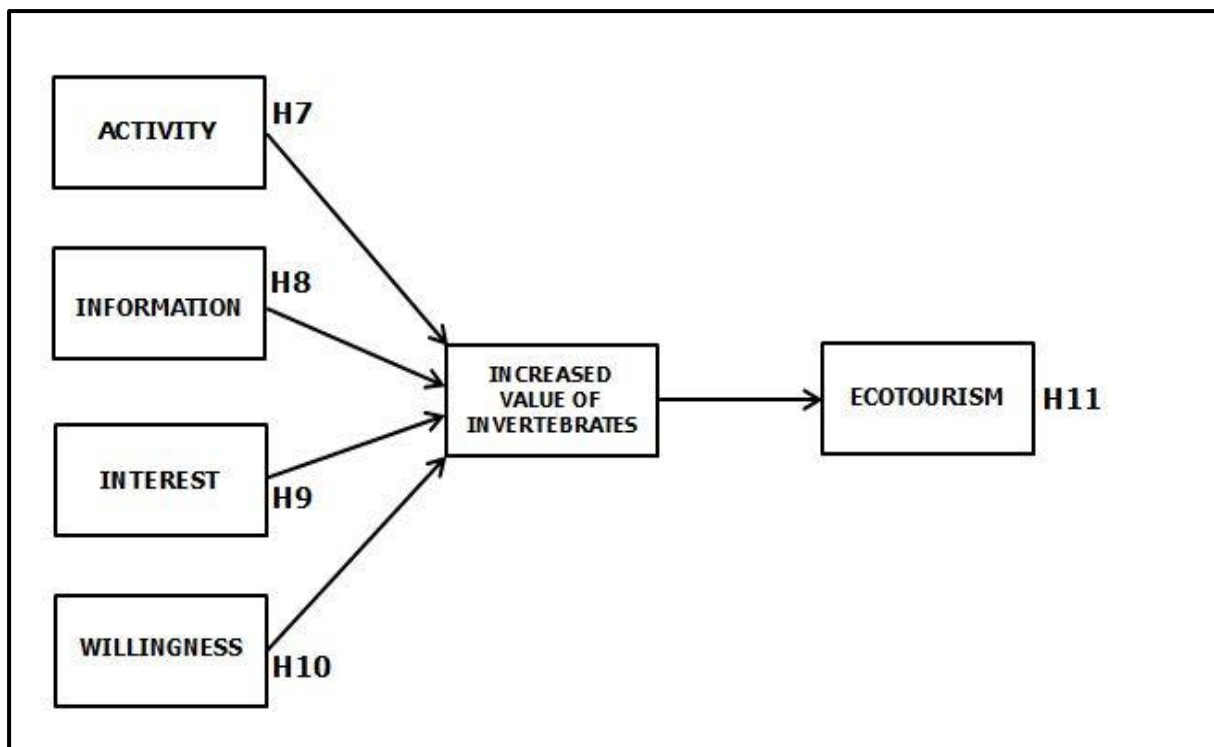 ACTIVITY
H7
INFORMATION
H8
INTEREST
H9
WILLINGNESS
H10
INCREASED
VALUE OF
INVERTEBRATES
ECOTOURISM
H11